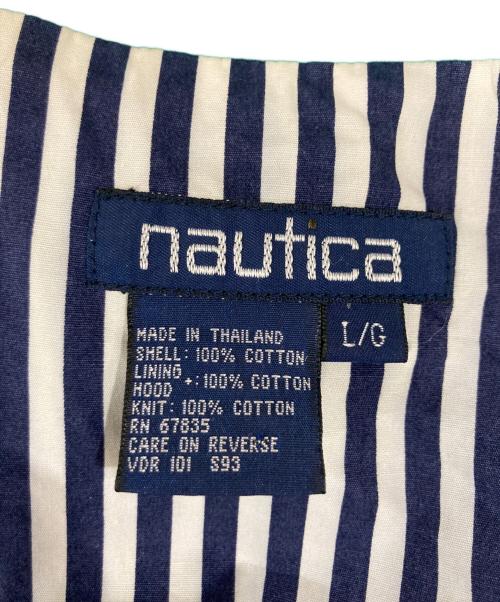 nautica
L/G
MADE IN THAILAND
SHELL: 100% COTTON
LINING
HOOD +: 100% COTTON
KNIT: 100% COTTON
RN 67835
CARE ON REVERSE
VDR 101 S93